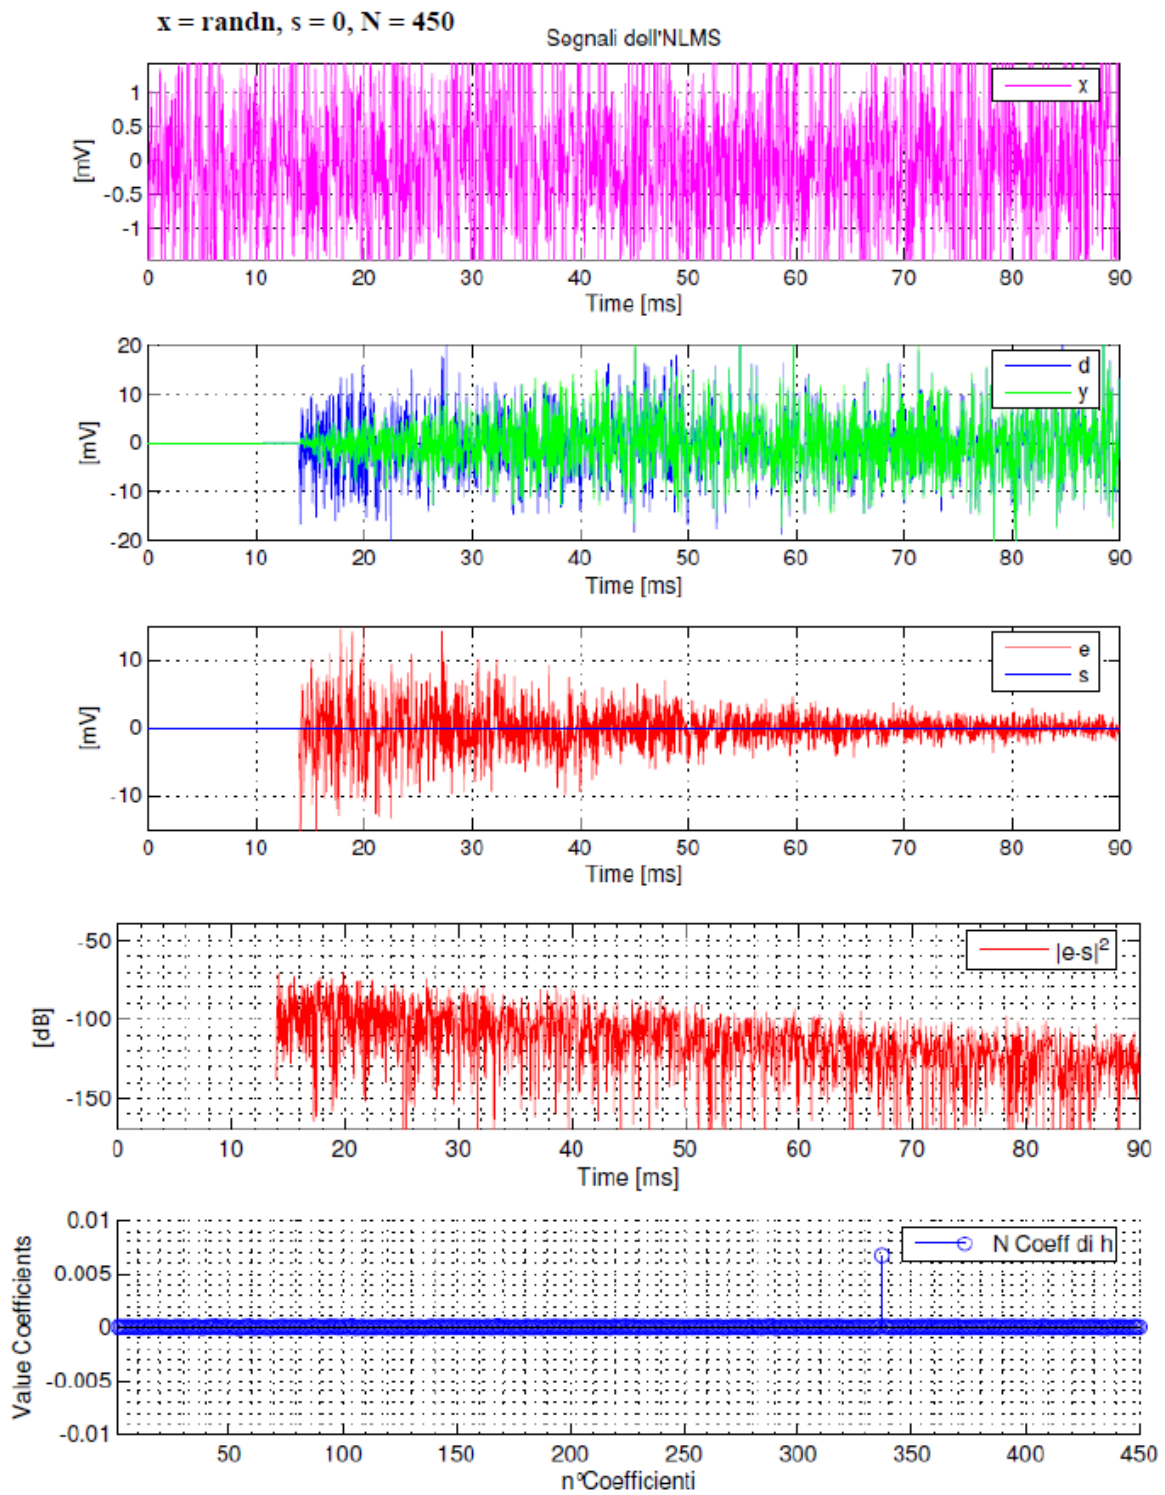 x = randn, s = 0, N = 450
Segnali dell'NLMS
1
0.5
0
-0.5
-1
[mV]
x
0 10 20 30 40 50 60 70 80 90
Time [ms]
20
10
0
-10
-20
[mV]
d
y
0 10 20 30 40 50 60 70 80 90
Time [ms]
10
0
-10
[mV]
e
s
0 10 20 30 40 50 60 70 80 90
Time [ms]
-50
-100
-150
[dB]
|e-s|²
0 10 20 30 40 50 60 70 80 90
Time [ms]
0.01
0.005
0
-0.005
-0.01
Value Coefficients
N Coeff di h
50 100 150 200 250 300 350 400 450
n°Coefficienti